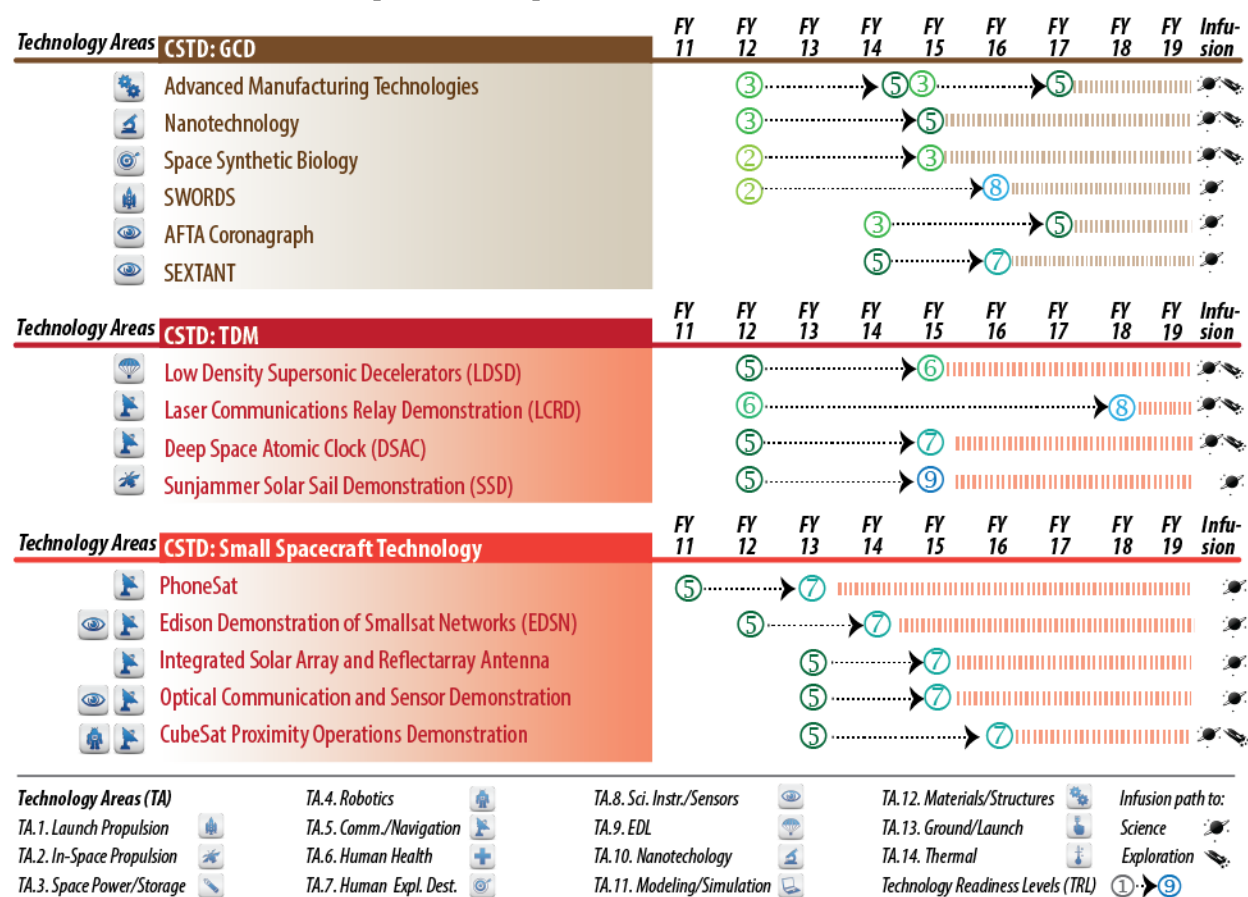 FY FY FY FY FY FY FY FY FY Infu-
Technology Areas CSTD: GCD 11 12 13 14 15 16 17 18 19 sion
Advanced Manufacturing Technologies 3 5 3 5
Nanotechnology 3 5
Space Synthetic Biology 2 3
SWORDS 2 8
AFTA Coronagraph 3 5
SEXTANT 5 7
FY FY FY FY FY FY FY FY FY Infu-
Technology Areas CSTD: TDM 11 12 13 14 15 16 17 18 19 sion
Low Density Supersonic Decelerators (LDSD) 5 6
Laser Communications Relay Demonstration (LCRD) 6 8
Deep Space Atomic Clock (DSAC) 5 7
Sunjammer Solar Sail Demonstration (SSD) 5 9
FY FY FY FY FY FY FY FY FY Infu-
Technology Areas CSTD: Small Spacecraft Technology 11 12 13 14 15 16 17 18 19 sion
PhoneSat 5 7
Edison Demonstration of Smallsat Networks (EDSN) 5 7
Integrated Solar Array and Reflectarray Antenna 5 7
Optical Communication and Sensor Demonstration 5 7
CubeSat Proximity Operations Demonstration 5 7
Technology Areas (TA) TA.4. Robotics TA.8. Sci. Instr./Sensors TA.12. Materials/Structures Infusion path to:
TA.1. Launch Propulsion TA.5. Comm./Navigation TA.9. EDL TA.13. Ground/Launch Science
TA.2. In-Space Propulsion TA.6. Human Health TA.10. Nanotechology TA.14. Thermal Exploration
TA.3. Space Power/Storage TA.7. Human Expl. Dest. TA.11. Modeling/Simulation Technology Readiness Levels (TRL) 1 9